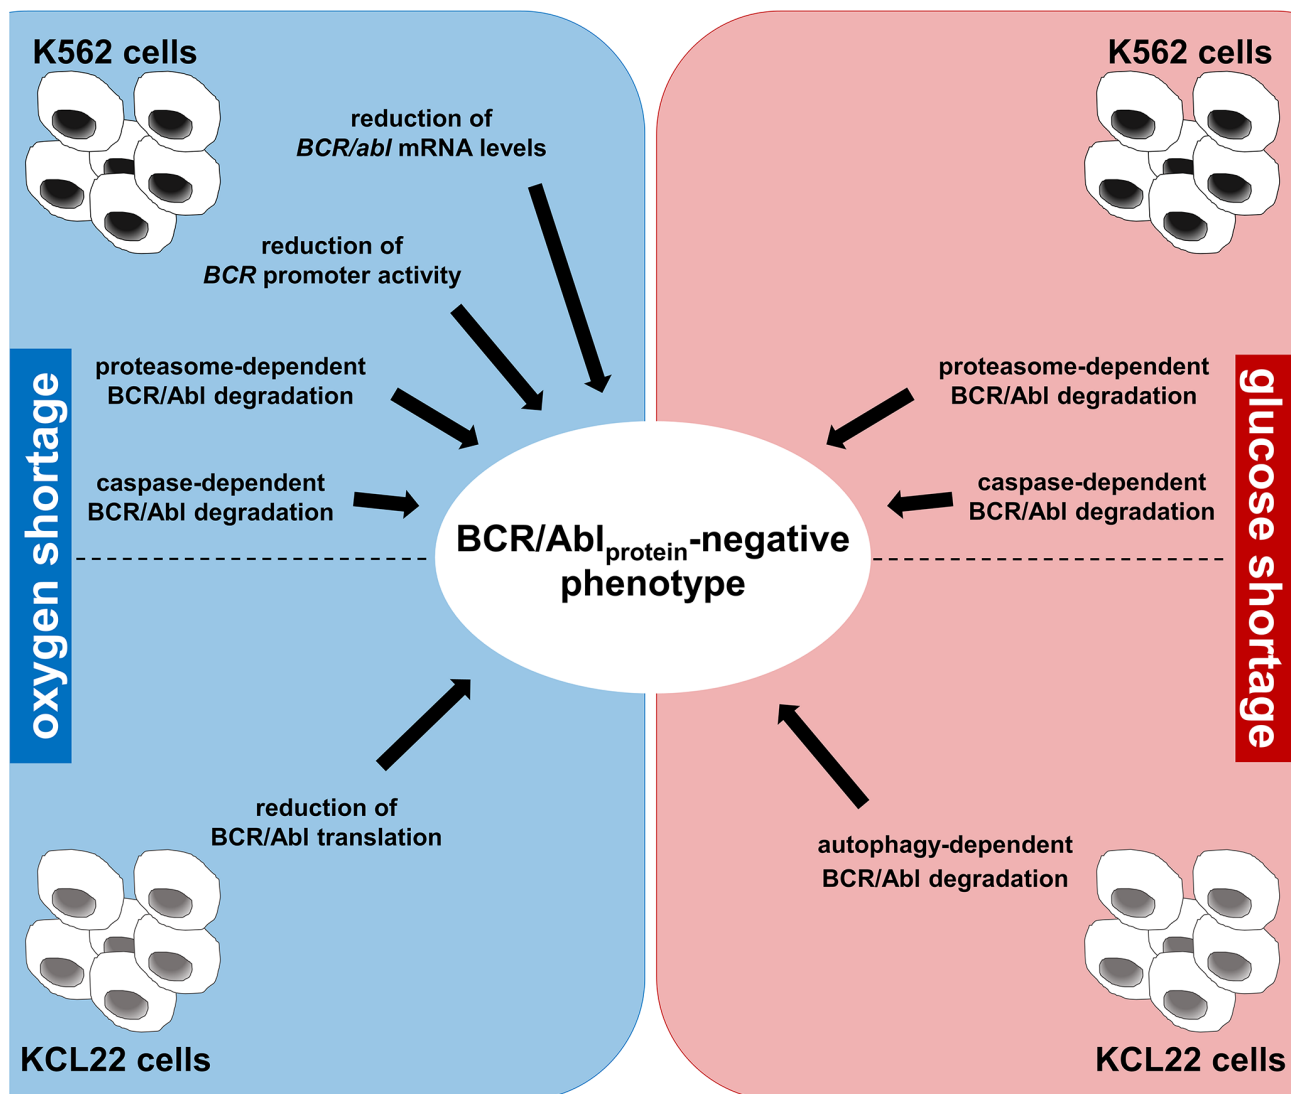 K562 cells
reduction of
BCR/abl mRNA levels
reduction of
BCR promoter activity
proteasome-dependent
BCR/Abl degradation
caspase-dependent
BCR/Abl degradation
oxygen shortage
reduction of
BCR/Abl translation
KCL22 cells
BCR/Ablprotein-negative
phenotype
K562 cells
proteasome-dependent
BCR/Abl degradation
caspase-dependent
BCR/Abl degradation
glucose shortage
autophagy-dependent
BCR/Abl degradation
KCL22 cells